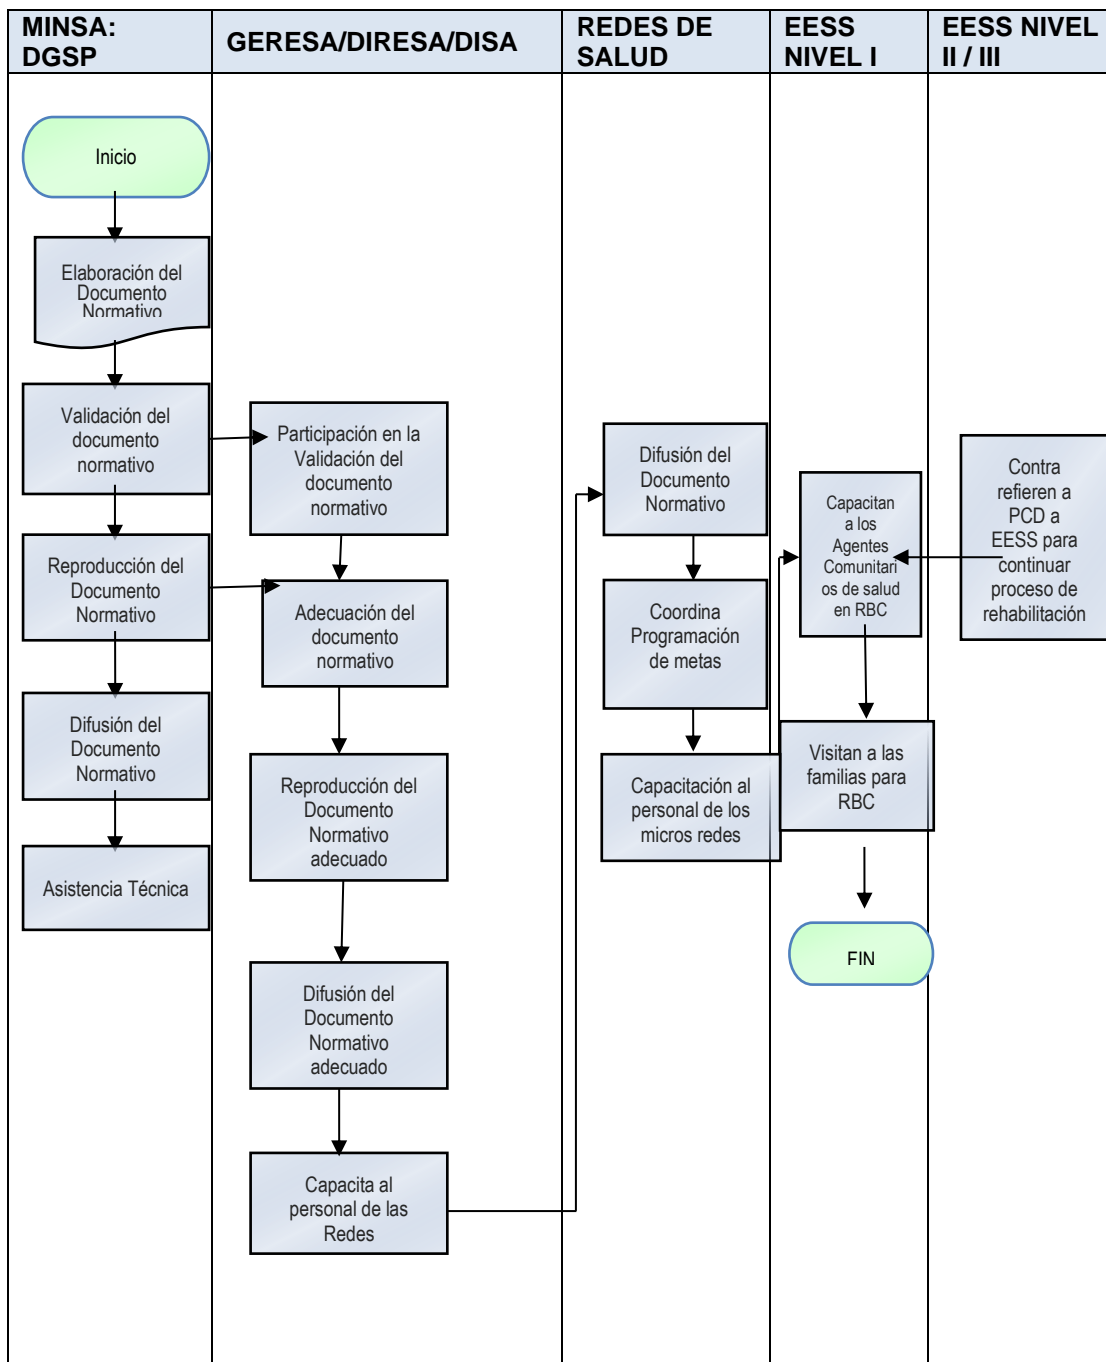 MINSA:
DGSP
GERESA/DIRESA/DISA
REDES DE
SALUD
EESS
NIVEL I
EESS NIVEL
II / III
Inicio
Elaboración del
Documento
Normativo
Validación del
documento
normativo
Reproducción del
Documento
Normativo
Difusión del
Documento
Normativo
Asistencia Técnica
Participación en la
Validación del
documento
normativo
Adecuación del
documento
normativo
Reproducción del
Documento
Normativo
adecuado
Difusión del
Documento
Normativo
adecuado
Capacita al
personal de las
Redes
Difusión del
Documento
Normativo
Coordina
Programación
de metas
Capacitación al
personal de los
micros redes
Capacitan
a los
Agentes
Comunitari
os de salud
en RBC
Visitan a las
familias para
RBC
FIN
Contra
refieren a
PCD a
EESS para
continuar
proceso de
rehabilitación